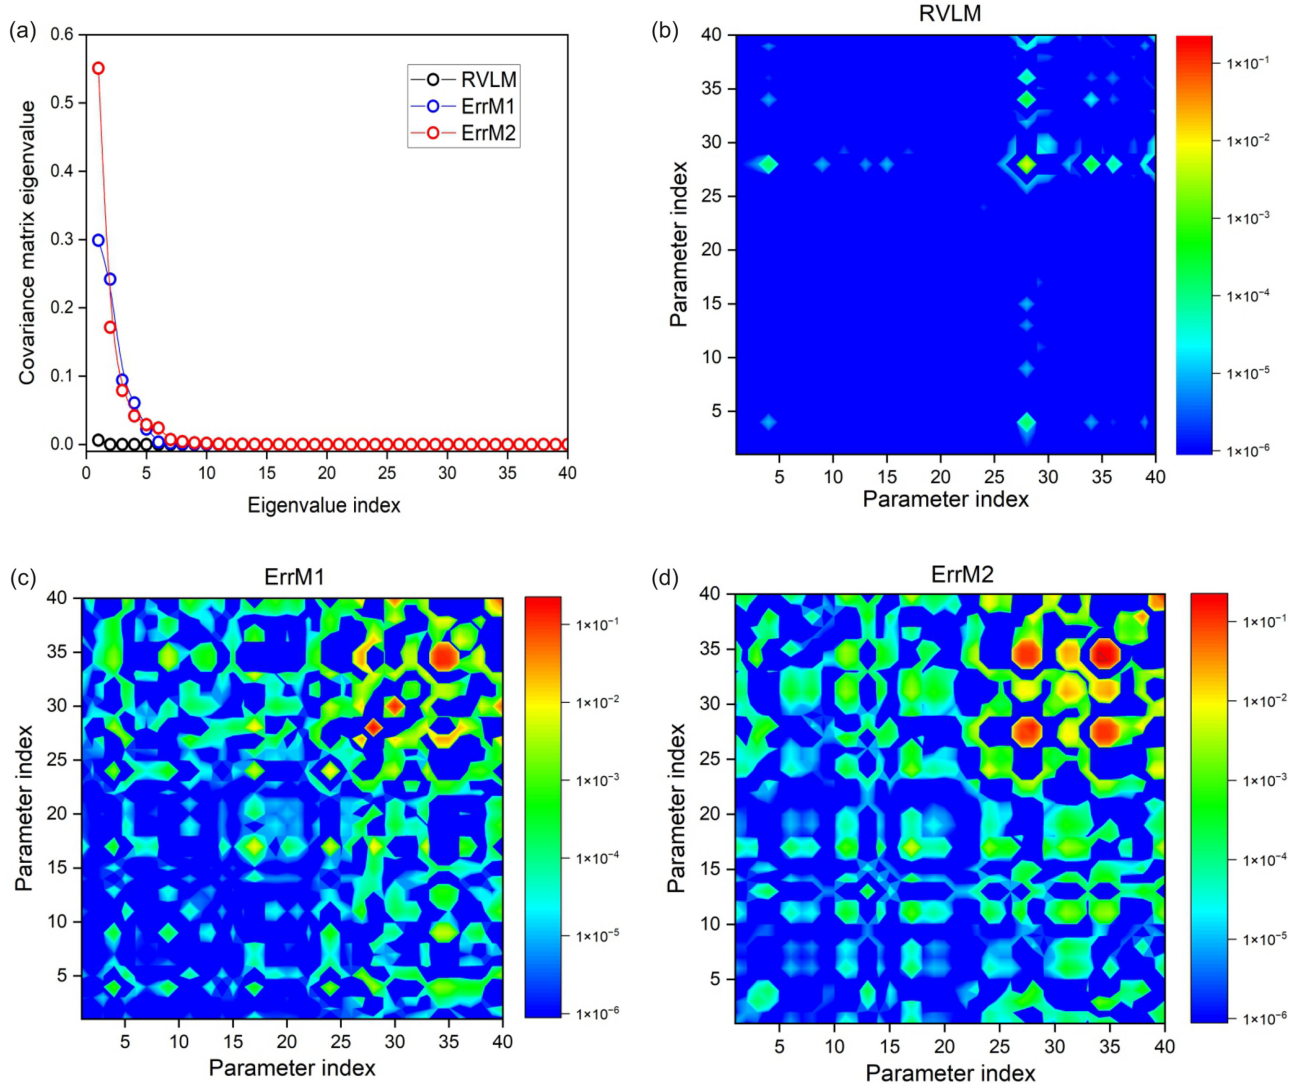 (a)
0.6
0.5
0.4
0.3
0.2
0.1
0.0
Covariance matrix eigenvalue
RVLM
ErrM1
ErrM2
0 5 10 15 20 25 30 35 40
Eigenvalue index
(b)
RVLM
40
35
30
25
20
15
10
5
Parameter index
5 10 15 20 25 30 35 40
Parameter index
1×10⁻¹
1×10⁻²
1×10⁻³
1×10⁻⁴
1×10⁻⁵
1×10⁻⁶
(c)
ErrM1
40
35
30
25
20
15
10
5
Parameter index
5 10 15 20 25 30 35 40
Parameter index
1×10⁻¹
1×10⁻²
1×10⁻³
1×10⁻⁴
1×10⁻⁵
1×10⁻⁶
(d)
ErrM2
40
35
30
25
20
15
10
5
Parameter index
5 10 15 20 25 30 35 40
Parameter index
1×10⁻¹
1×10⁻²
1×10⁻³
1×10⁻⁴
1×10⁻⁵
1×10⁻⁶